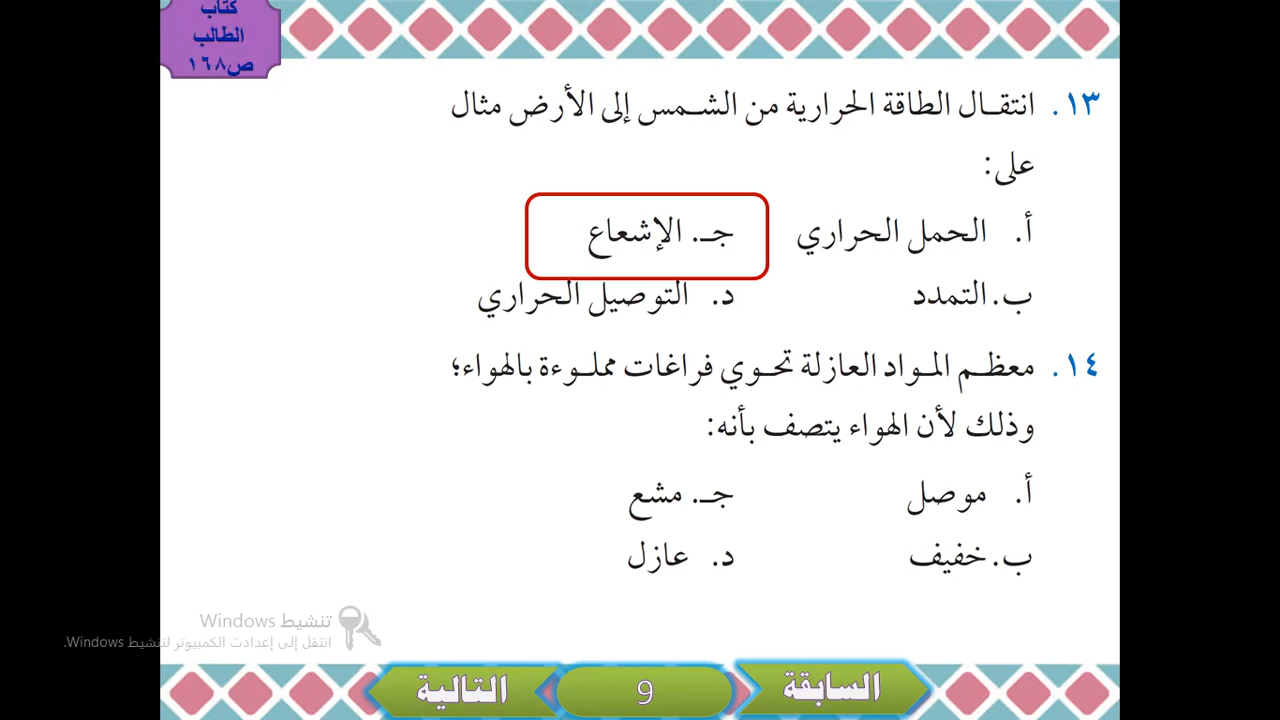 كتاب
الطالب
ص١٦٨
١٣. انتقال الطاقة الحرارية من الشمس إلى الأرض مثال
على:
أ. الحمل الحراري جـ. الإشعاع
ب. التمدد د. التوصيل الحراري
١٤. معظم المواد العازلة تحوي فراغات مملوءة بالهواء؛
وذلك لأن الهواء يتصف بأنه:
أ. موصل جـ. مشع
ب. خفيف د. عازل
تنشيط Windows
انتقل إلى إعدادت الكمبيوتر لتنشيط Windows.
السابقة 9 التالية